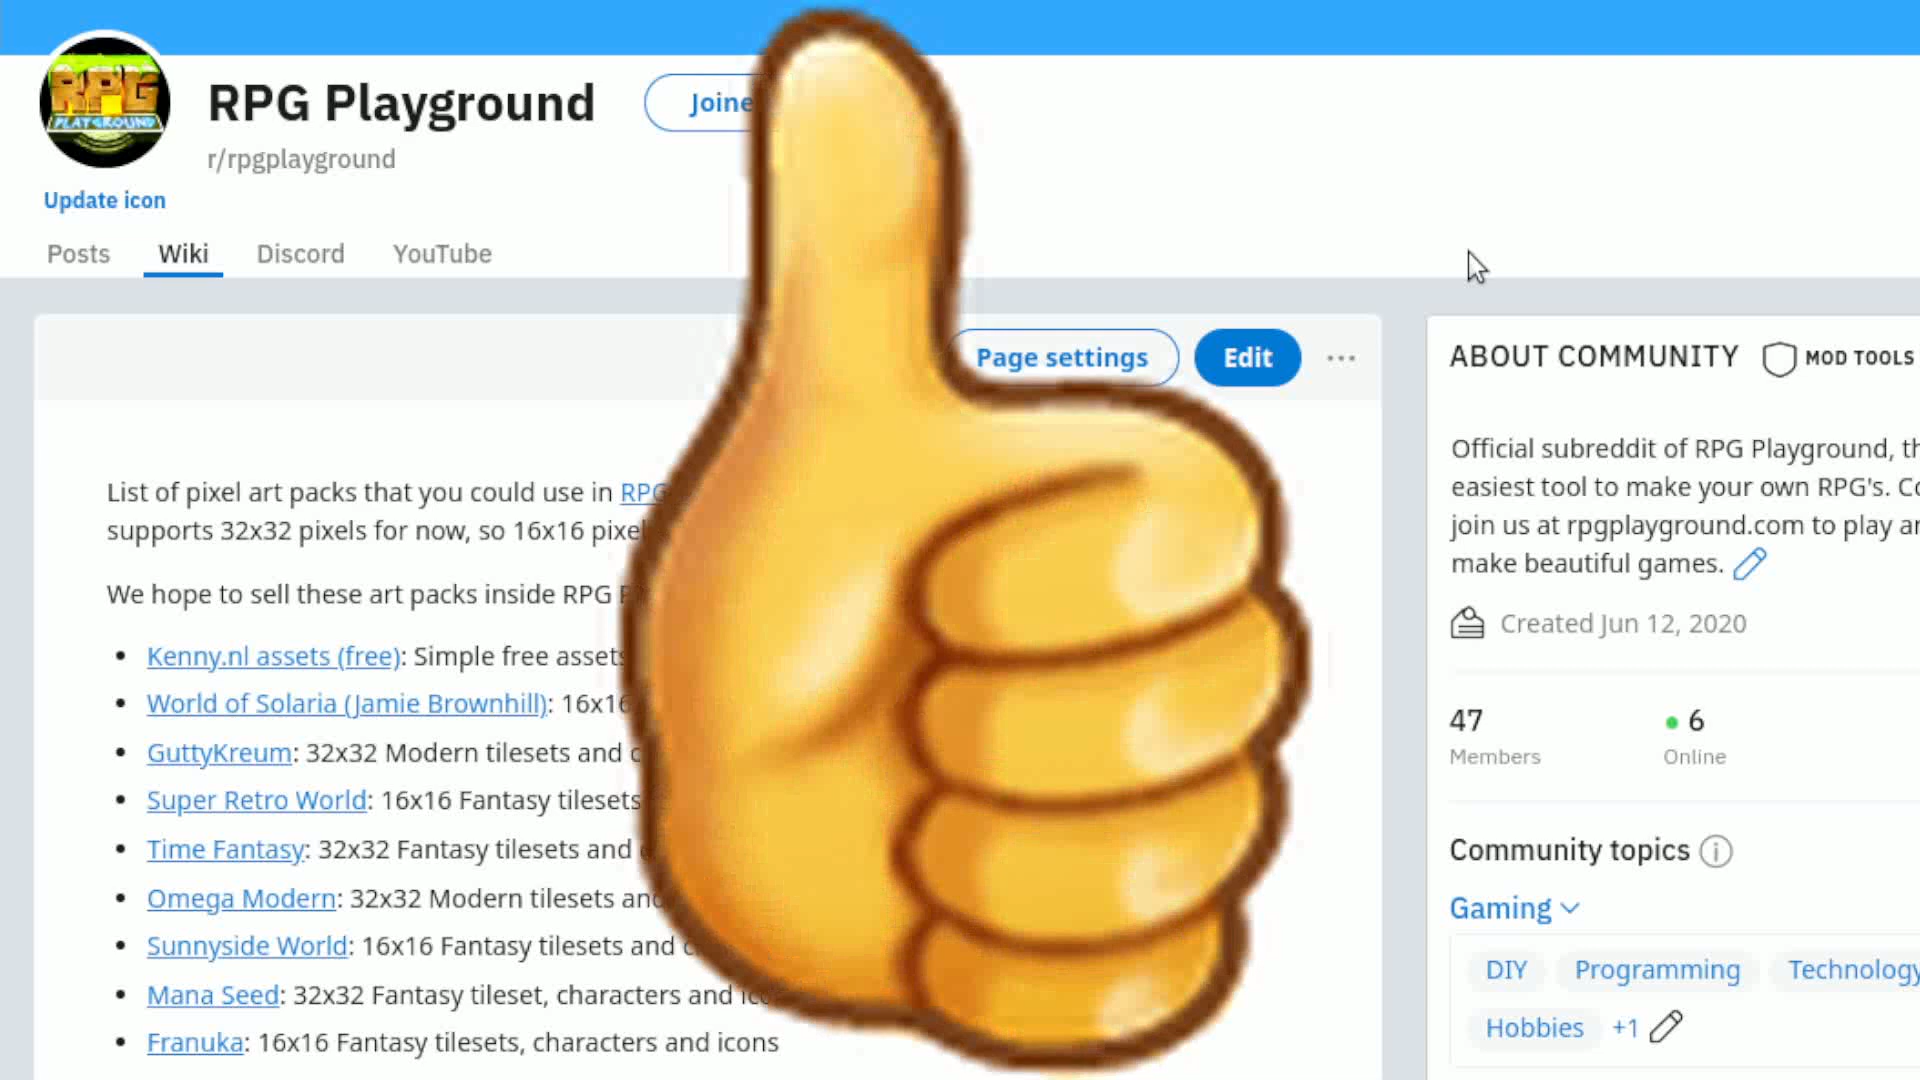 RPG
PLAYGROUND
RPG Playground
r/rpgplayground
Update icon
Posts Wiki Discord YouTube
Page settings Edit
List of pixel art packs that you could use in RPG
supports 32x32 pixels for now, so 16x16
We hope to sell these art packs inside RPG
Kenny.nl assets (free): Simple free assets
World of Solaria (Jamie Brownhill): 16x16
GuttyKreum: 32x32 Modern tilesets and
Super Retro World: 16x16 Fantasy tilesets
Time Fantasy: 32x32 Fantasy tilesets and
Omega Modern: 32x32 Modern tilesets and
Sunnyside World: 16x16 Fantasy tilesets and
Mana Seed: 32x32 Fantasy tileset, characters and
Franuka: 16x16 Fantasy tilesets, characters and icons
ABOUT COMMUNITY MOD TOOLS
Official subreddit of RPG Playground,
easiest tool to make your own RPG's.
join us at rpgplayground.com to play
make beautiful games.
Created Jun 12, 2020
47 6
Members Online
Community topics
Gaming
DIY Programming Technology
Hobbies +1